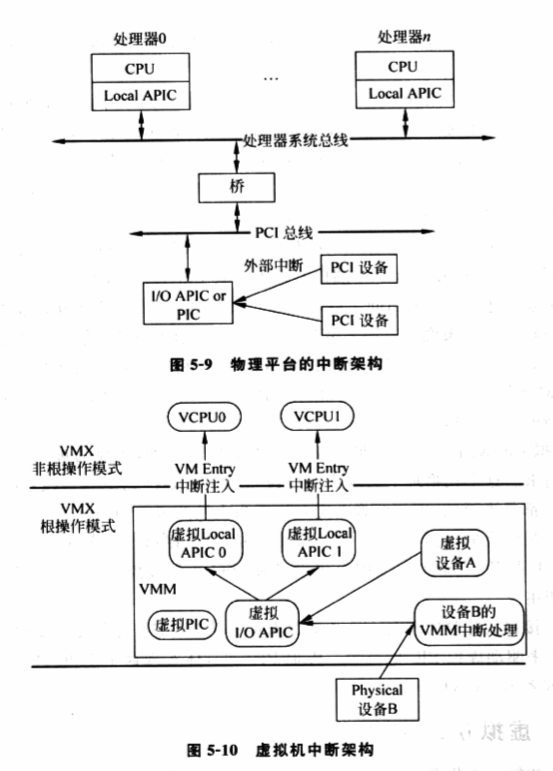 处理器0
处理器n
CPU
CPU
Local APIC
...
Local APIC
处理器系统总线
桥
PCI 总线
外部中断
PCI 设备
I/O APIC or
PIC
PCI 设备
图 5-9 物理平台的中断架构
VCPU0
VCPU1
VMX
非根操作模式
VM Entry
中断注入
VM Entry
中断注入
VMX
根操作模式
虚拟Local
APIC 0
虚拟Local
APIC 1
虚拟
设备A
VMM
虚拟PIC
虚拟
I/O APIC
设备B的
VMM中断处理
Physical
设备B
图 5-10 虚拟机中断架构